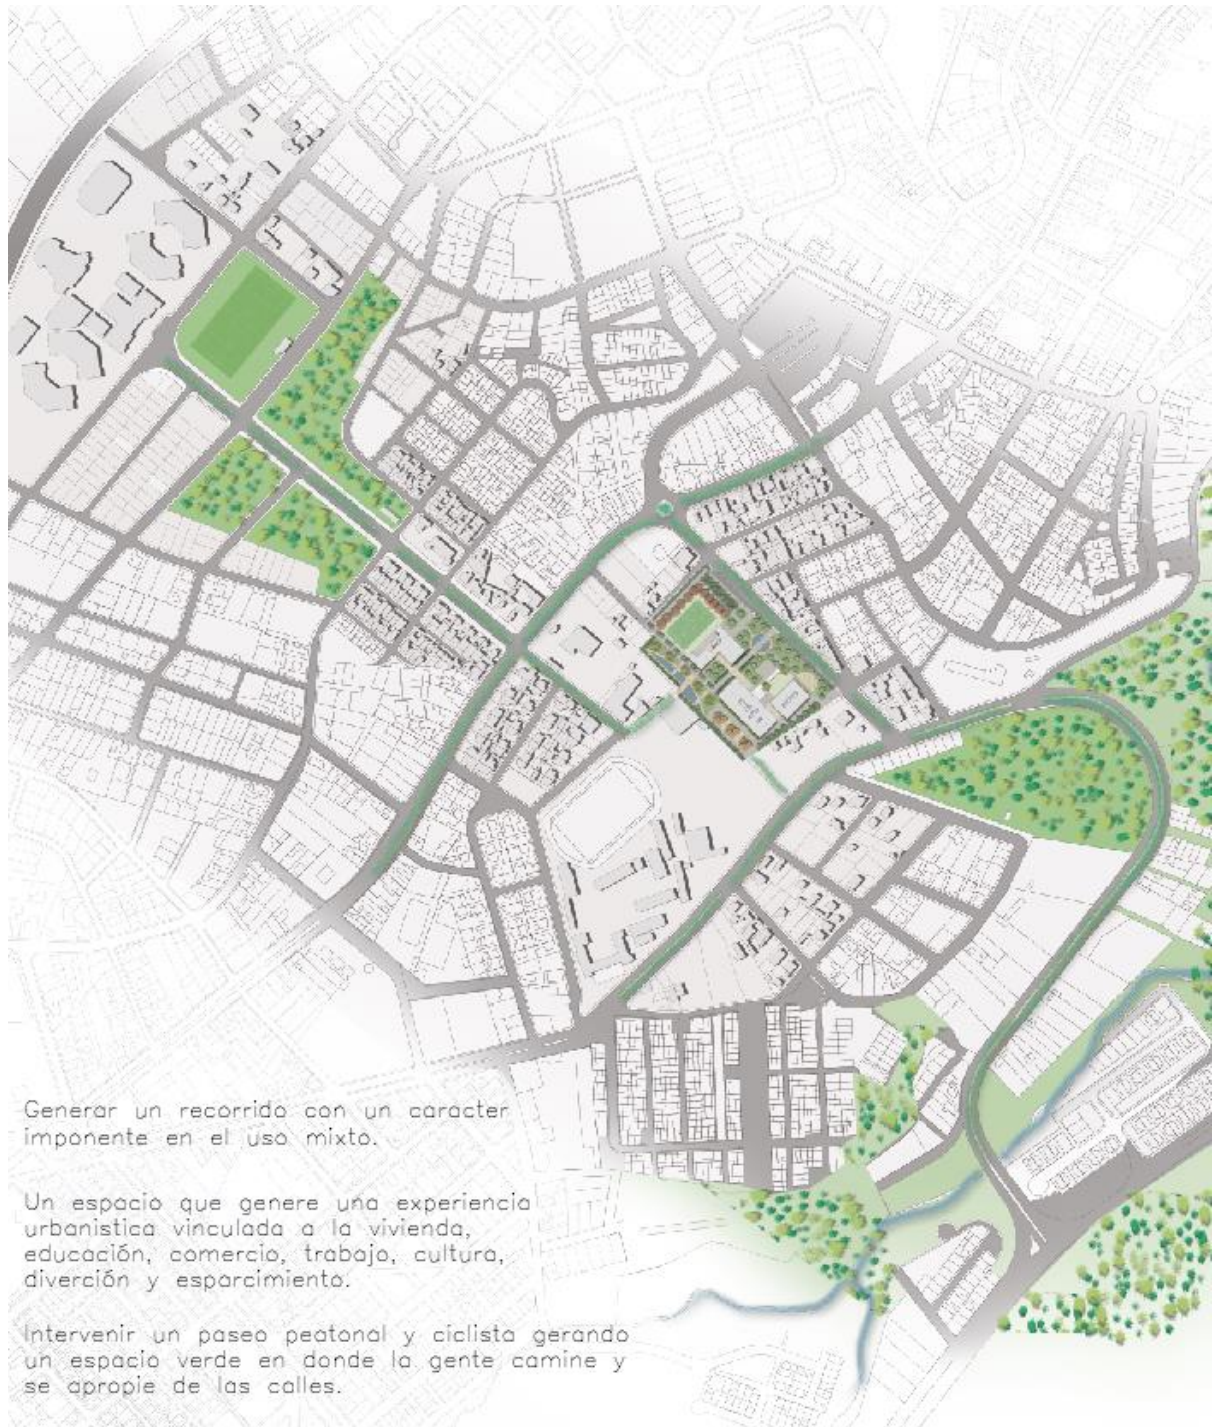 Generar un recorrido con un caracter
imponente en el uso mixto.
Un espacio que genere una experiencia
urbanistica vinculada a la vivienda,
educación, comercio, trabajo, cultura,
diverción y esparcimiento.
Intervenir un paseo peatonal y ciclista gerando
un espacio verde en donde la gente camine y
se apropie de las calles.